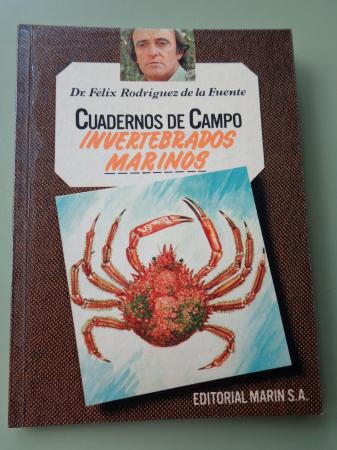 Dr. Félix Rodríguez de la Fuente
CUADERNOS DE CAMPO
INVERTEBRADOS
MARINOS
EDITORIAL MARIN S.A.